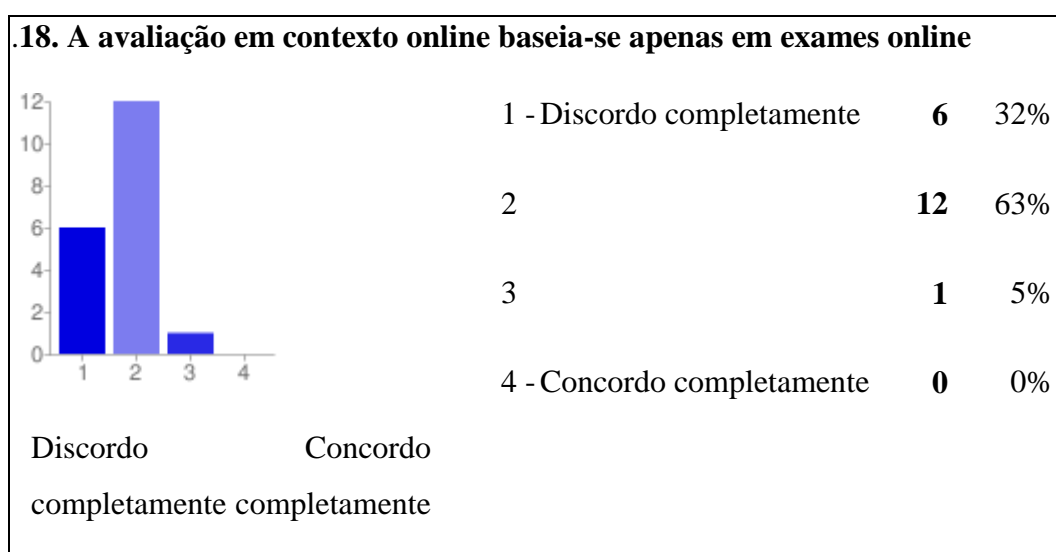 .18. A avaliação em contexto online baseia-se apenas em exames online
12
10
8
6
4
2
0
1 2 3 4
Discordo Concordo
completamente completamente
1 - Discordo completamente 6 32%
2 12 63%
3 1 5%
4 - Concordo completamente 0 0%